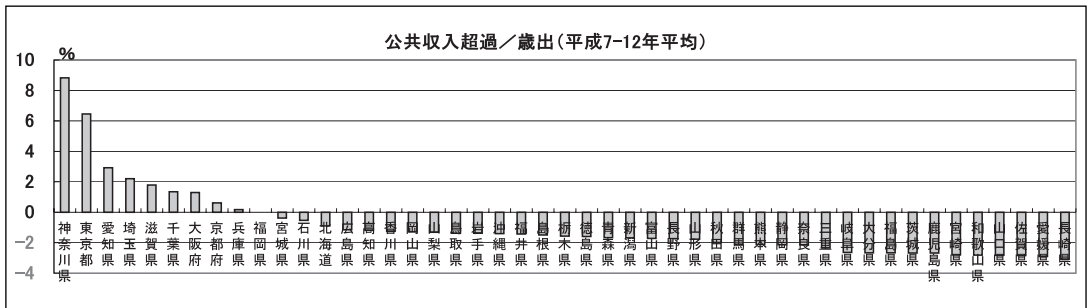 公共収入超過／歳出(平成7-12年平均)
%
10
8
6
4
2
0
-2
-4
神奈川県
東京都
愛知県
埼玉県
滋賀県
千葉県
大阪府
京都府
兵庫県
福岡県
宮城県
石川県
北海道
広島県
高知県
香川県
岡山県
山梨県
鳥取県
岩手県
沖縄県
福井県
島根県
栃木県
徳島県
青森県
新潟県
富山県
長野県
山形県
秋田県
群馬県
熊本県
静岡県
奈良県
三重県
岐阜県
大分県
福島県
茨城県
鹿児島県
宮崎県
和歌山県
山口県
佐賀県
愛媛県
長崎県